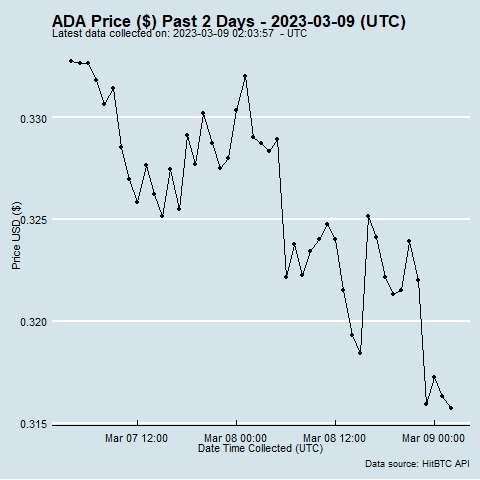 ADA Price ($) Past 2 Days - 2023-03-09 (UTC)
Latest data collected on: 2023-03-09 02:03:57 - UTC
0.330
0.325
0.320
0.315
Price USD ($)
Mar 07 12:00
Mar 08 00:00
Mar 08 12:00
Mar 09 00:00
Date Time Collected (UTC)
Data source: HitBTC API